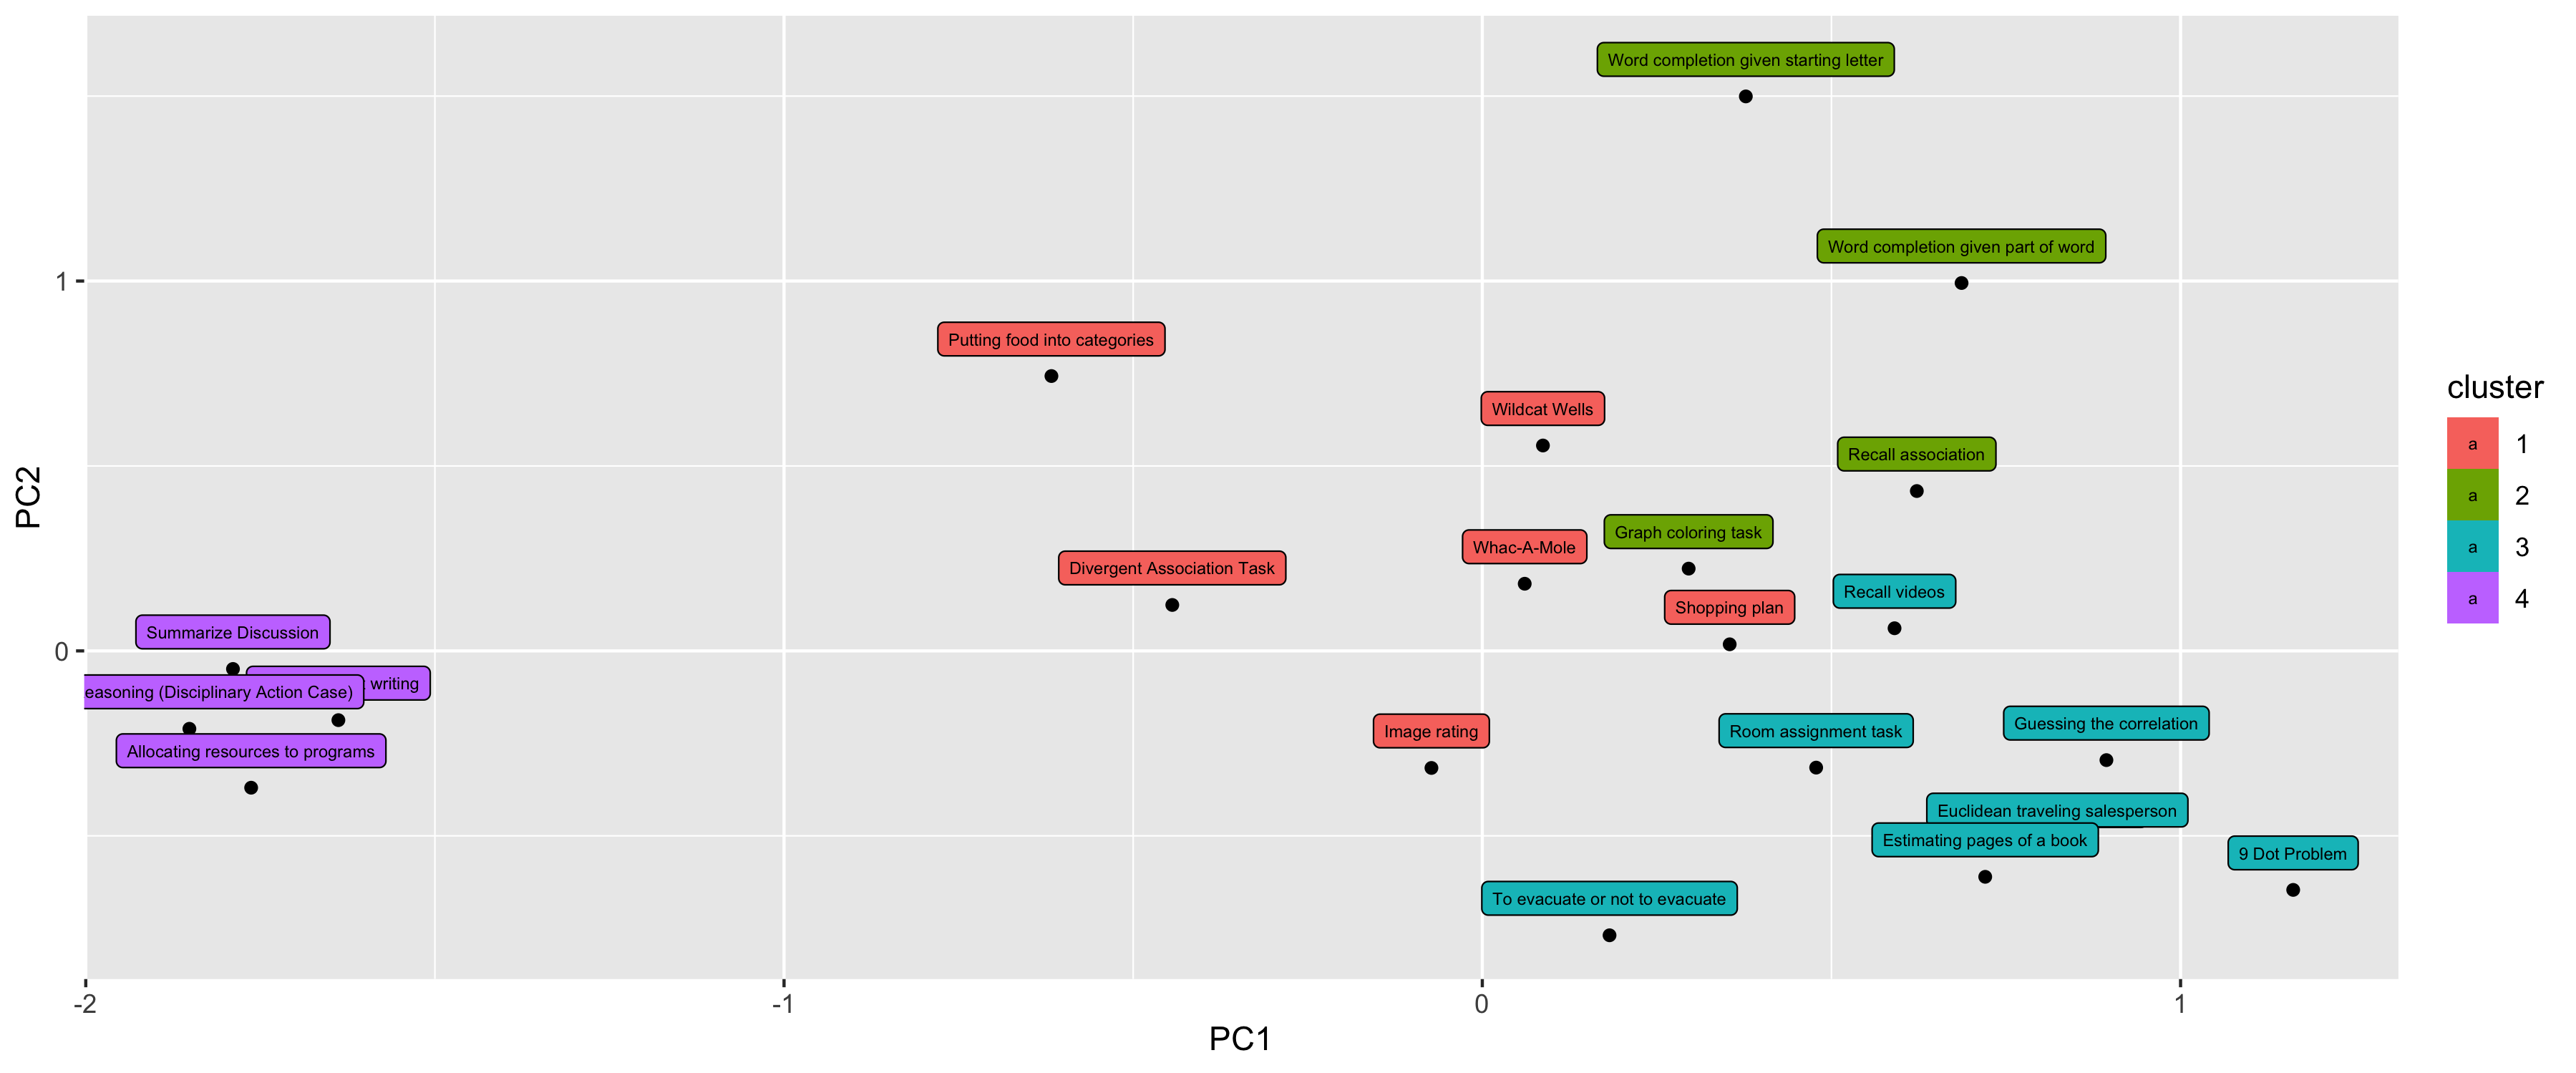 Word completion given starting letter
Word completion given part of word
1
Putting food into categories
cluster
Wildcat Wells
a 1
Recall association
PC2
a 2
Graph coloring task
Whac-A-Mole
a 3
Divergent Association Task
Recall videos
a 4
Shopping plan
Summarize Discussion
0
writing
easoning (Disciplinary Action Case)
Guessing the correlation
Image rating
Room assignment task
Allocating resources to programs
Euclidean traveling salesperson
Estimating pages of a book
9 Dot Problem
To evacuate or not to evacuate
-2 -1 0 1
PC1